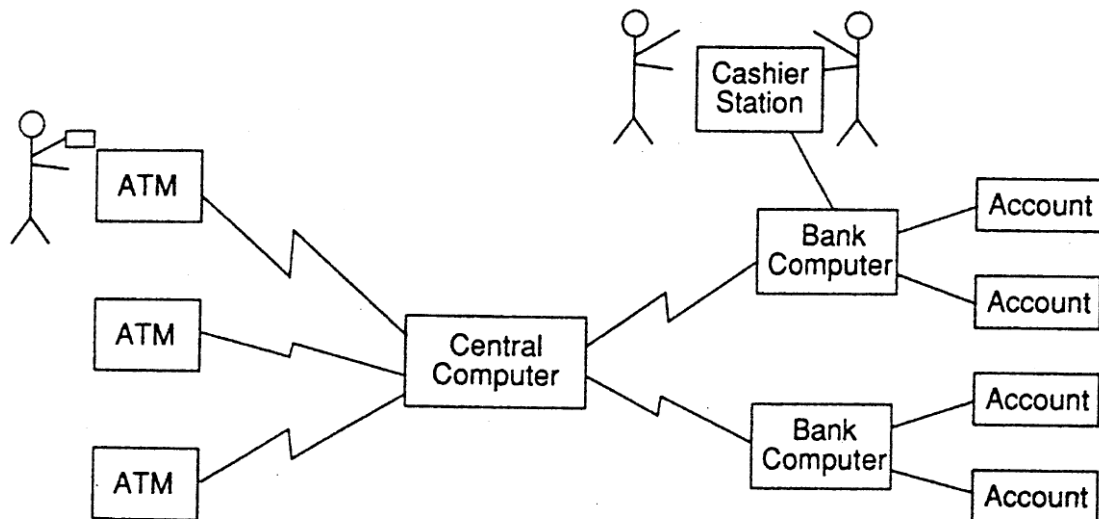 Cashier
Station
ATM
Account
Bank
Computer
Account
ATM
Central
Computer
Account
Bank
Computer
ATM
Account